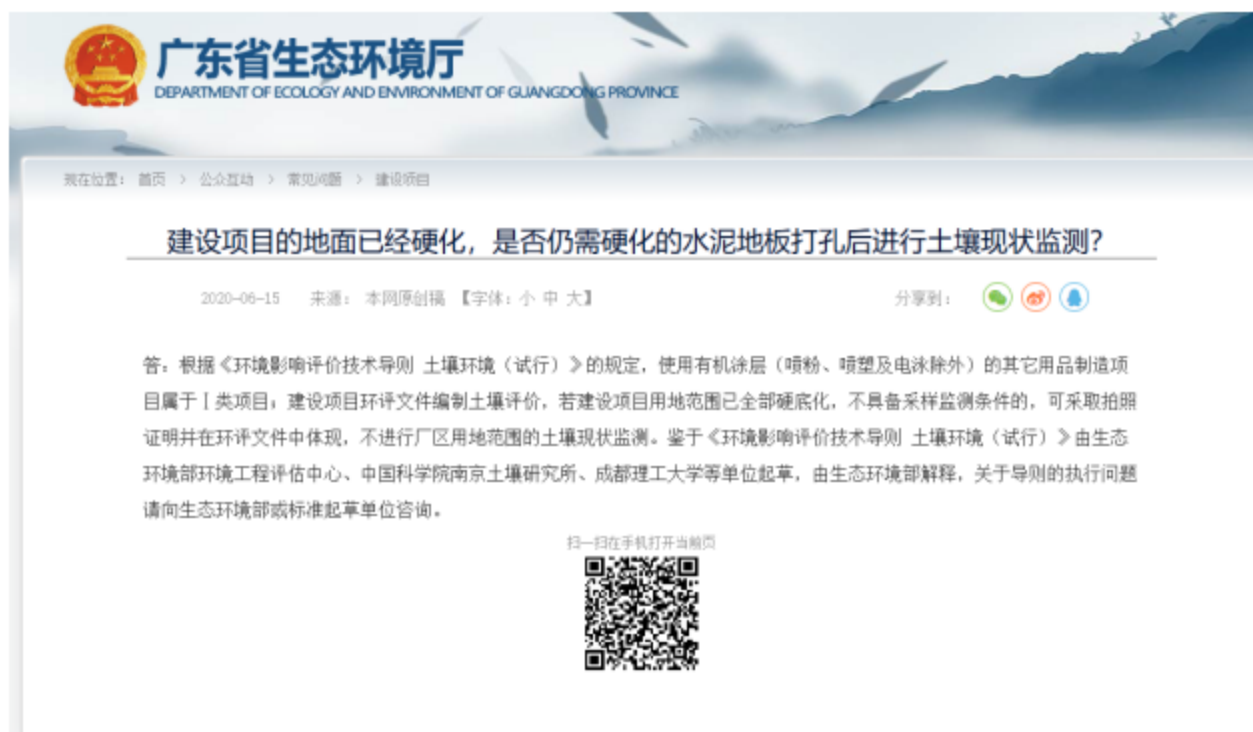 广东省生态环境厅
DEPARTMENT OF ECOLOGY AND ENVIRONMENT OF GUANGDONG PROVINCE
现在位置： 首页 > 公众互动 > 常见问题 > 建设项目
建设项目的地面已经硬化，是否仍需硬化的水泥地板打孔后进行土壤现状监测？
2020-06-15 来源： 本网原创稿 【字体：小 中 大】 分享到：
答：根据《环境影响评价技术导则 土壤环境（试行）》的规定，使用有机涂层（喷粉、喷塑及电泳除外）的其它用品制造项
目属于Ⅰ类项目；建设项目环评文件编制土壤评价，若建设项目用地范围已全部硬底化，不具备采样监测条件的，可采取拍照
证明并在环评文件中体现，不进行厂区用地范围的土壤现状监测。鉴于《环境影响评价技术导则 土壤环境（试行）》由生态
环境部环境工程评估中心、中国科学院南京土壤研究所、成都理工大学等单位起草，由生态环境部解释，关于导则的执行问题
请向生态环境部或标准起草单位咨询。
扫一扫在手机打开当前页